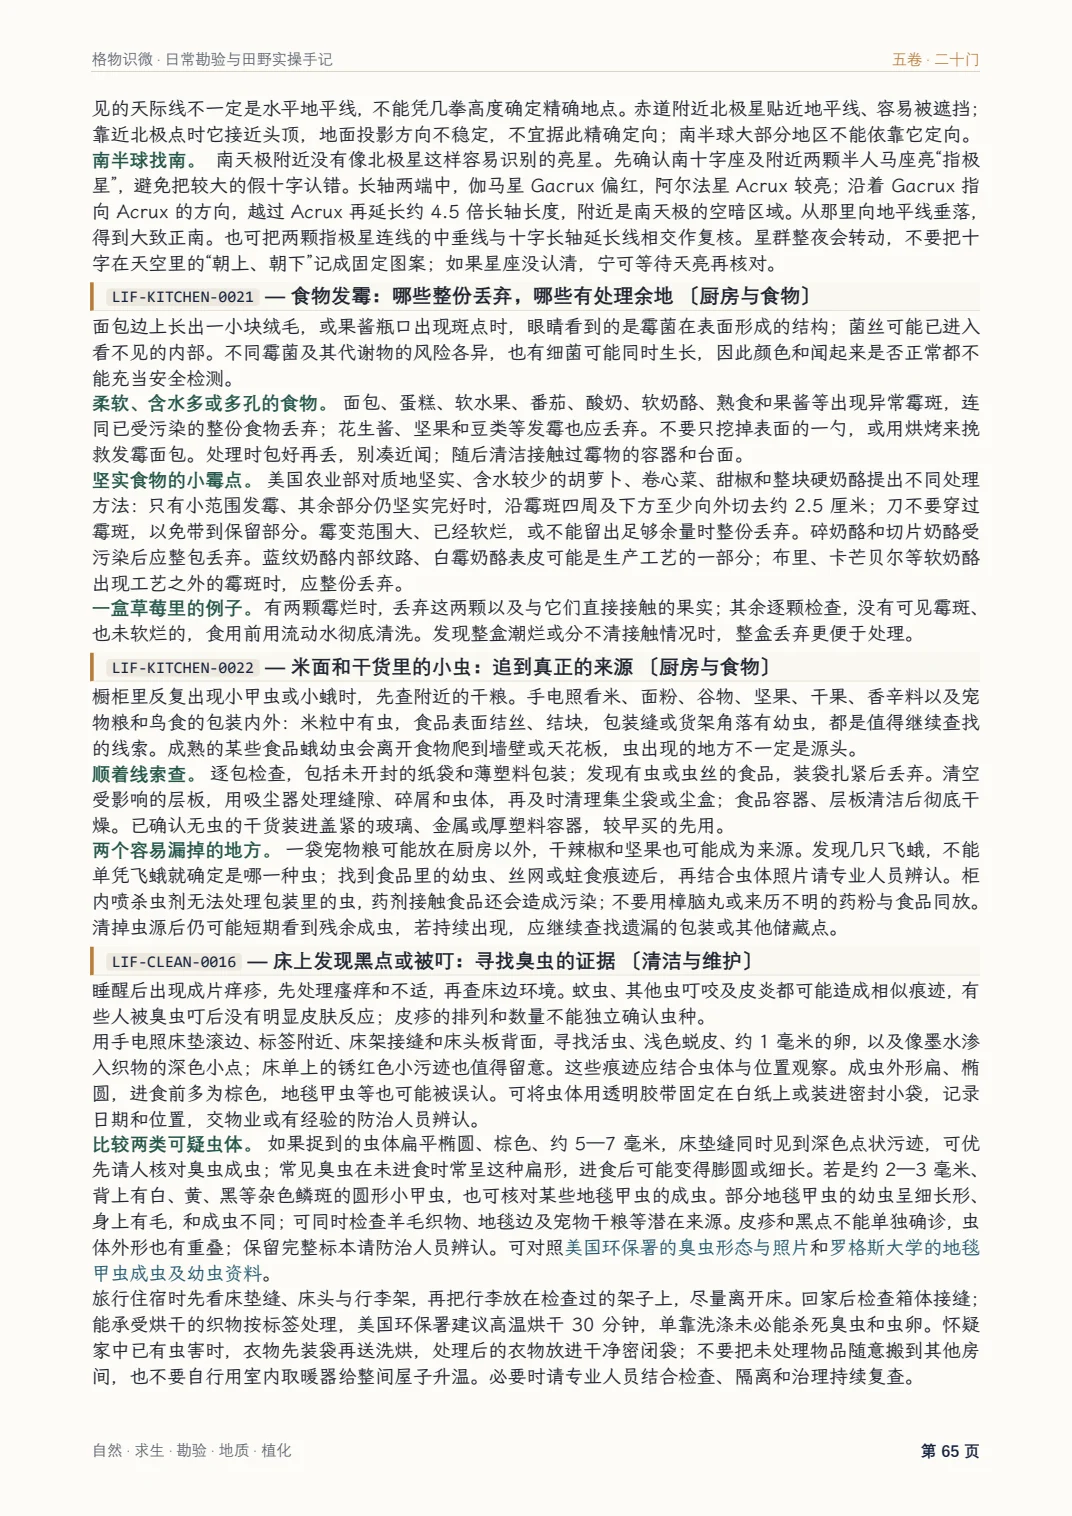 格物识微 · 日常勘验与田野实操手记
五卷 · 二十门
见的天际线不一定是水平地平线，不能凭几拳高度确定精确地点。赤道附近北极星贴近地平线、容易被遮挡；
靠近北极点时它接近头顶，地面投影方向不稳定，不宜据此精确定向；南半球大部分地区不能依靠它定向。
南半球找南。 南天极附近没有像北极星这样容易识别的亮星。先确认南十字座及附近两颗半人马座亮“指极
星”，避免把较大的假十字认错。长轴两端中，伽马星 Gacrux 偏红，阿尔法星 Acrux 较亮；沿着 Gacrux 指
向 Acrux 的方向，越过 Acrux 再延长约 4.5 倍长轴长度，附近是南天极的空暗区域。从那里向地平线垂落，
得到大致正南。也可把两颗指极星连线的中垂线与十字长轴延长线相交作复核。星群整夜会转动，不要把十
字在天空里的“朝上、朝下”记成固定图案；如果星座没认清，宁可等待天亮再核对。
LIF-KITCHEN-0021 — 食物发霉：哪些整份丢弃，哪些有处理余地 〔厨房与食物〕
面包边上长出一小块绒毛，或果酱瓶口出现斑点时，眼睛看到的是霉菌在表面形成的结构；菌丝可能已进入
看不见的内部。不同霉菌及其代谢物的风险各异，也有细菌可能同时生长，因此颜色和闻起来是否正常都不
能充当安全检测。
柔软、含水多或多孔的食物。 面包、蛋糕、软水果、番茄、酸奶、软奶酪、熟食和果酱等出现异常霉斑，连
同已受污染的整份食物丢弃；花生酱、坚果和豆类等发霉也应丢弃。不要只挖掉表面的一勺，或用烘烤来挽
救发霉面包。处理时包好再丢，别凑近闻；随后清洁接触过霉物的容器和台面。
坚实食物的小霉点。 美国农业部对质地坚实、含水较少的胡萝卜、卷心菜、甜椒和整块硬奶酪提出不同处理
方法：只有小范围发霉、其余部分仍坚实完好时，沿霉斑四周及下方至少向外切去约 2.5 厘米；刀不要穿过
霉斑，以免带到保留部分。霉变范围大、已经软烂，或不能留出足够余量时整份丢弃。碎奶酪和切片奶酪受
污染后应整包丢弃。蓝纹奶酪内部纹路、白霉奶酪表皮可能是生产工艺的一部分；布里、卡芒贝尔等软奶酪
出现工艺之外的霉斑时，应整份丢弃。
一盒草莓里的例子。 有两颗霉烂时，丢弃这两颗以及与它们直接接触的果实；其余逐颗检查，没有可见霉斑、
也未软烂的，食用前用流动水彻底清洗。发现整盒潮烂或分不清接触情况时，整盒丢弃更便于处理。
LIF-KITCHEN-0022 — 米面和干货里的小虫：追到真正的来源 〔厨房与食物〕
橱柜里反复出现小甲虫或小蛾时，先查附近的干粮。手电照看米、面粉、谷物、坚果、干果、香辛料以及宠
物粮和鸟食的包装内外：米粒中有虫，食品表面结丝、结块，包装缝或货架角落有幼虫，都是值得继续查找
的线索。成熟的某些食品蛾幼虫会离开食物爬到墙壁或天花板，虫出现的地方不一定是源头。
顺着线索查。 逐包检查，包括未开封的纸袋和薄塑料包装；发现有虫或虫丝的食品，装袋扎紧后丢弃。清空
受影响的层板，用吸尘器处理缝隙、碎屑和虫体，再及时清理集尘袋或尘盒；食品容器、层板清洁后彻底干
燥。已确认无虫的干货装进盖紧的玻璃、金属或厚塑料容器，较早买的先用。
两个容易漏掉的地方。 一袋宠物粮可能放在厨房以外，干辣椒和坚果也可能成为来源。发现几只飞蛾，不能
单凭飞蛾就确定是哪一种虫；找到食品里的幼虫、丝网或蛀食痕迹后，再结合虫体照片请专业人员辨认。柜
内喷杀虫剂无法处理包装里的虫，药剂接触食品还会造成污染；不要用樟脑丸或来历不明的药粉与食品同放。
清掉虫源后仍可能短期看到残余成虫，若持续出现，应继续查找遗漏的包装或其他储藏点。
LIF-CLEAN-0016 — 床上发现黑点或被叮：寻找臭虫的证据 〔清洁与维护〕
睡醒后出现成片痒疹，先处理瘙痒和不适，再查床边环境。蚊虫、其他虫叮咬及皮炎都可能造成相似痕迹，有
些人被臭虫叮后没有明显皮肤反应；皮疹的排列和数量不能独立确认虫种。
用手电照床垫滚边、标签附近、床架接缝和床头板背面，寻找活虫、浅色蜕皮、约 1 毫米的卵，以及像墨水渗
入织物的深色小点；床单上的锈红色小污迹也值得留意。这些痕迹应结合虫体与位置观察。成虫外形扁、椭
圆，进食前多为棕色，地毯甲虫等也可能被误认。可将虫体用透明胶带固定在白纸上或装进密封小袋，记录
日期和位置，交物业或有经验的防治人员辨认。
比较两类可疑虫体。 如果捉到的虫体扁平椭圆、棕色、约 5—7 毫米，床垫缝同时见到深色点状污迹，可优
先请人核对臭虫成虫；常见臭虫在未进食时常呈这种扁形，进食后可能变得膨圆或细长。若是约 2—3 毫米、
背上有白、黄、黑等杂色鳞斑的圆形小甲虫，也可核对某些地毯甲虫的成虫。部分地毯甲虫的幼虫呈细长形、
身上有毛，和成虫不同；可同时检查羊毛织物、地毯边及宠物干粮等潜在来源。皮疹和黑点不能单独确诊，虫
体外形也有重叠；保留完整标本请防治人员辨认。可对照美国环保署的臭虫形态与照片和罗格斯大学的地毯
甲虫成虫及幼虫资料。
旅行住宿时先看床垫缝、床头与行李架，再把行李放在检查过的架子上，尽量离开床。回家后检查箱体接缝；
能承受烘干的织物按标签处理，美国环保署建议高温烘干 30 分钟，单靠洗涤未必能杀死臭虫和虫卵。怀疑
家中已有虫害时，衣物先装袋再送洗烘，处理后的衣物放进干净密闭袋；不要把未处理物品随意搬到其他房
间，也不要自行用室内取暖器给整间屋子升温。必要时请专业人员结合检查、隔离和治理持续复查。
自然 · 求生 · 勘验 · 地质 · 植化
第 65 页